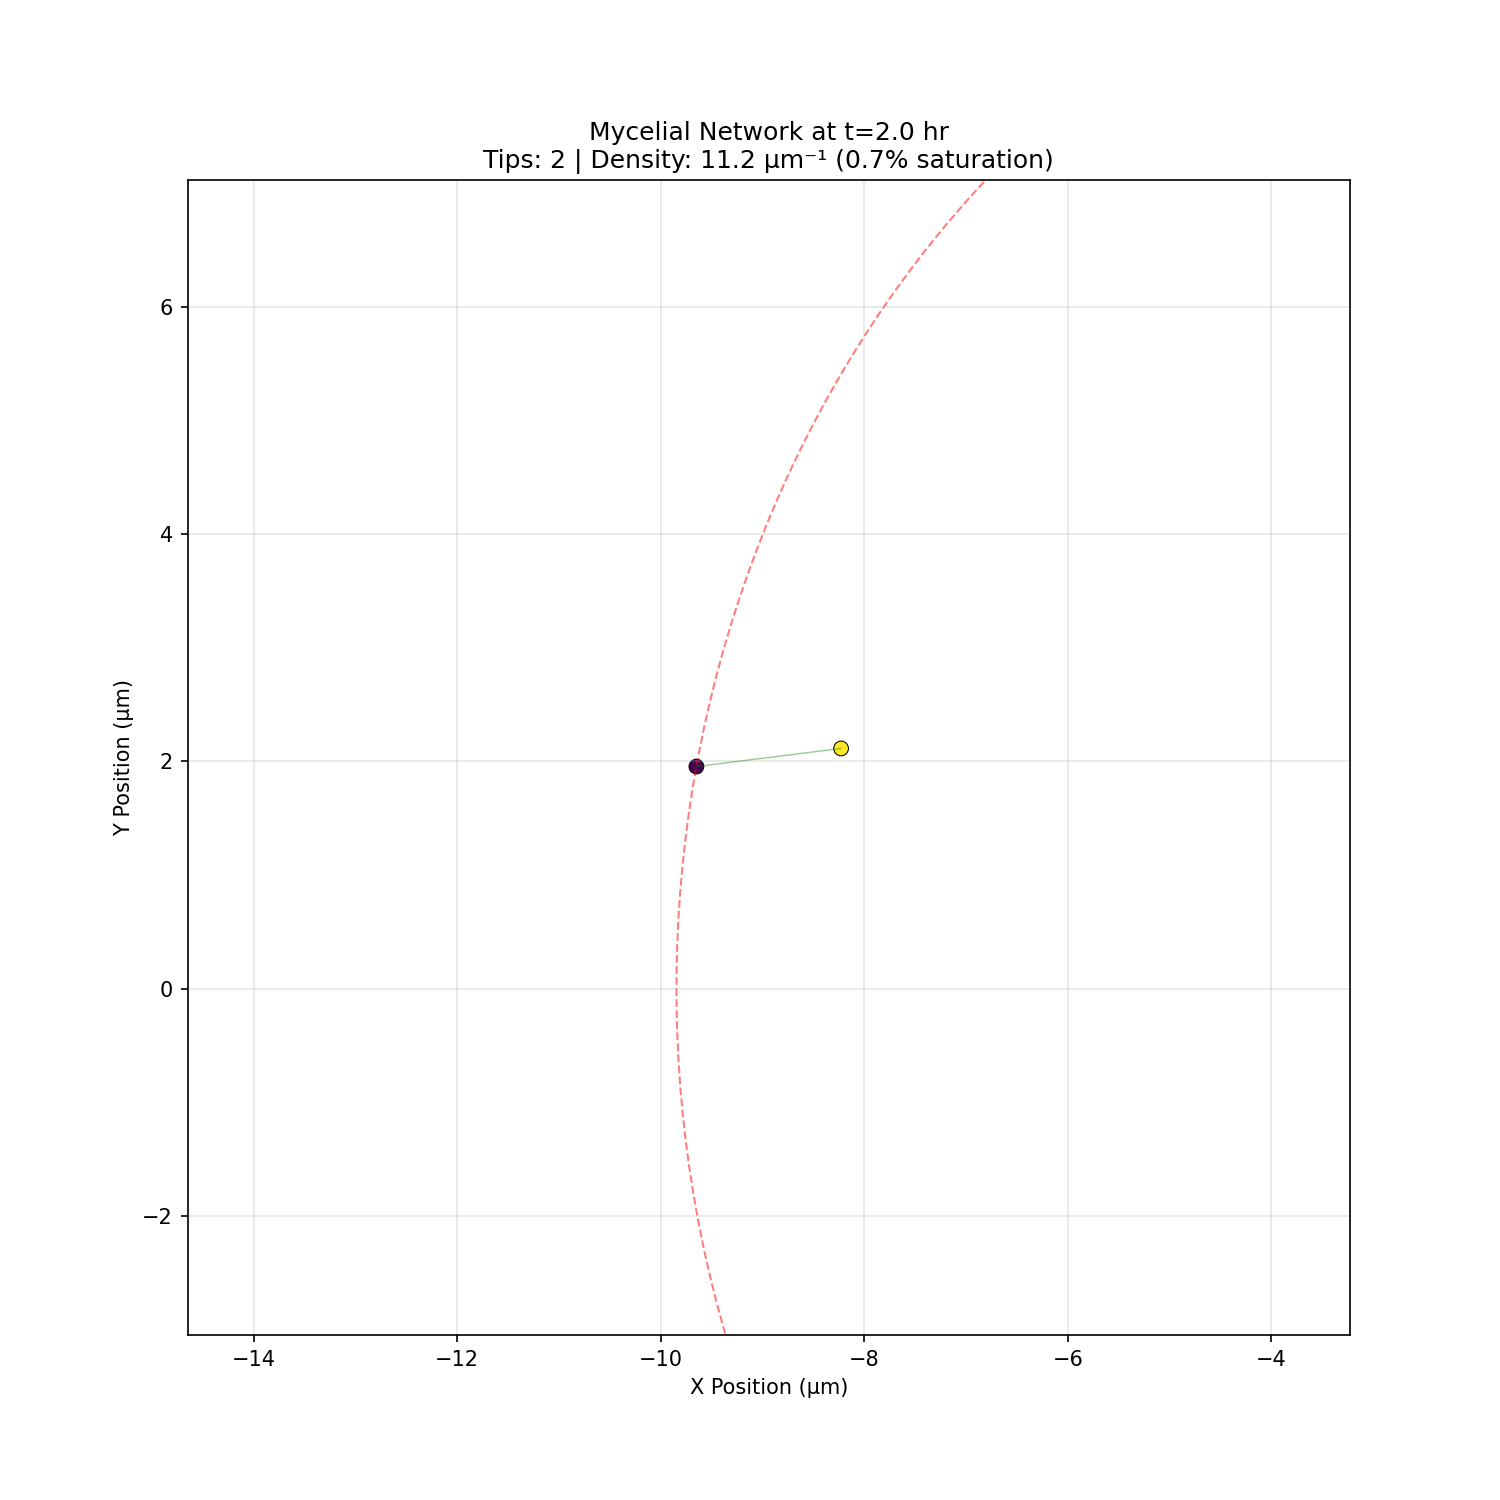 Mycelial Network at t=2.0 hr
Tips: 2 | Density: 11.2 μm⁻¹ (0.7% saturation)
6
4
2
0
−2
Y Position (μm)
−14
−12
−10
−8
−6
−4
X Position (μm)